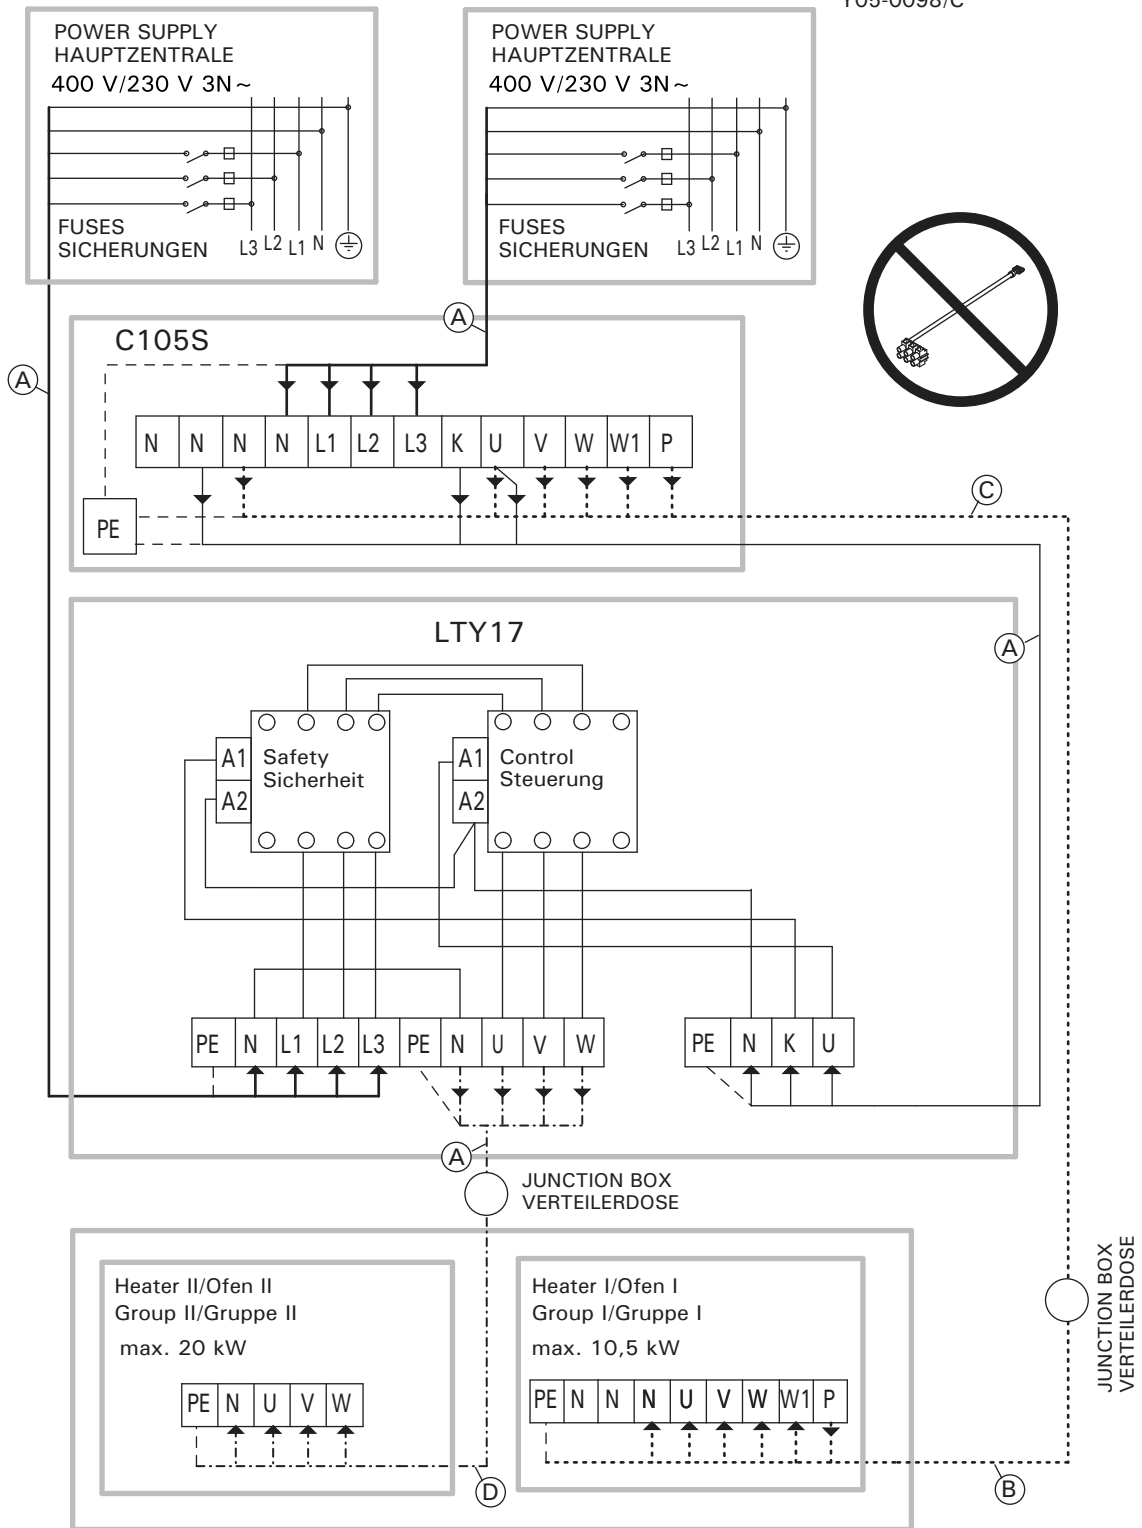 Y05-0098/C
POWER SUPPLY
HAUPTZENTRALE
400 V/230 V 3N~
FUSES
SICHERUNGEN
L3 L2 L1 N
POWER SUPPLY
HAUPTZENTRALE
400 V/230 V 3N~
FUSES
SICHERUNGEN
L3 L2 L1 N
A
A
C105S
N N N N L1 L2 L3 K U V W W1 P
PE
C
LTY17
A
A1
A2
Safety
Sicherheit
A1
A2
Control
Steuerung
PE N L1 L2 L3 PE N U V W
PE N K U
A
JUNCTION BOX
VERTEILERDOSE
JUNCTION BOX
VERTEILERDOSE
Heater II/Ofen II
Group II/Gruppe II
max. 20 kW
PE N U V W
D
Heater I/Ofen I
Group I/Gruppe I
max. 10,5 kW
PE N N N U V W W1 P
B